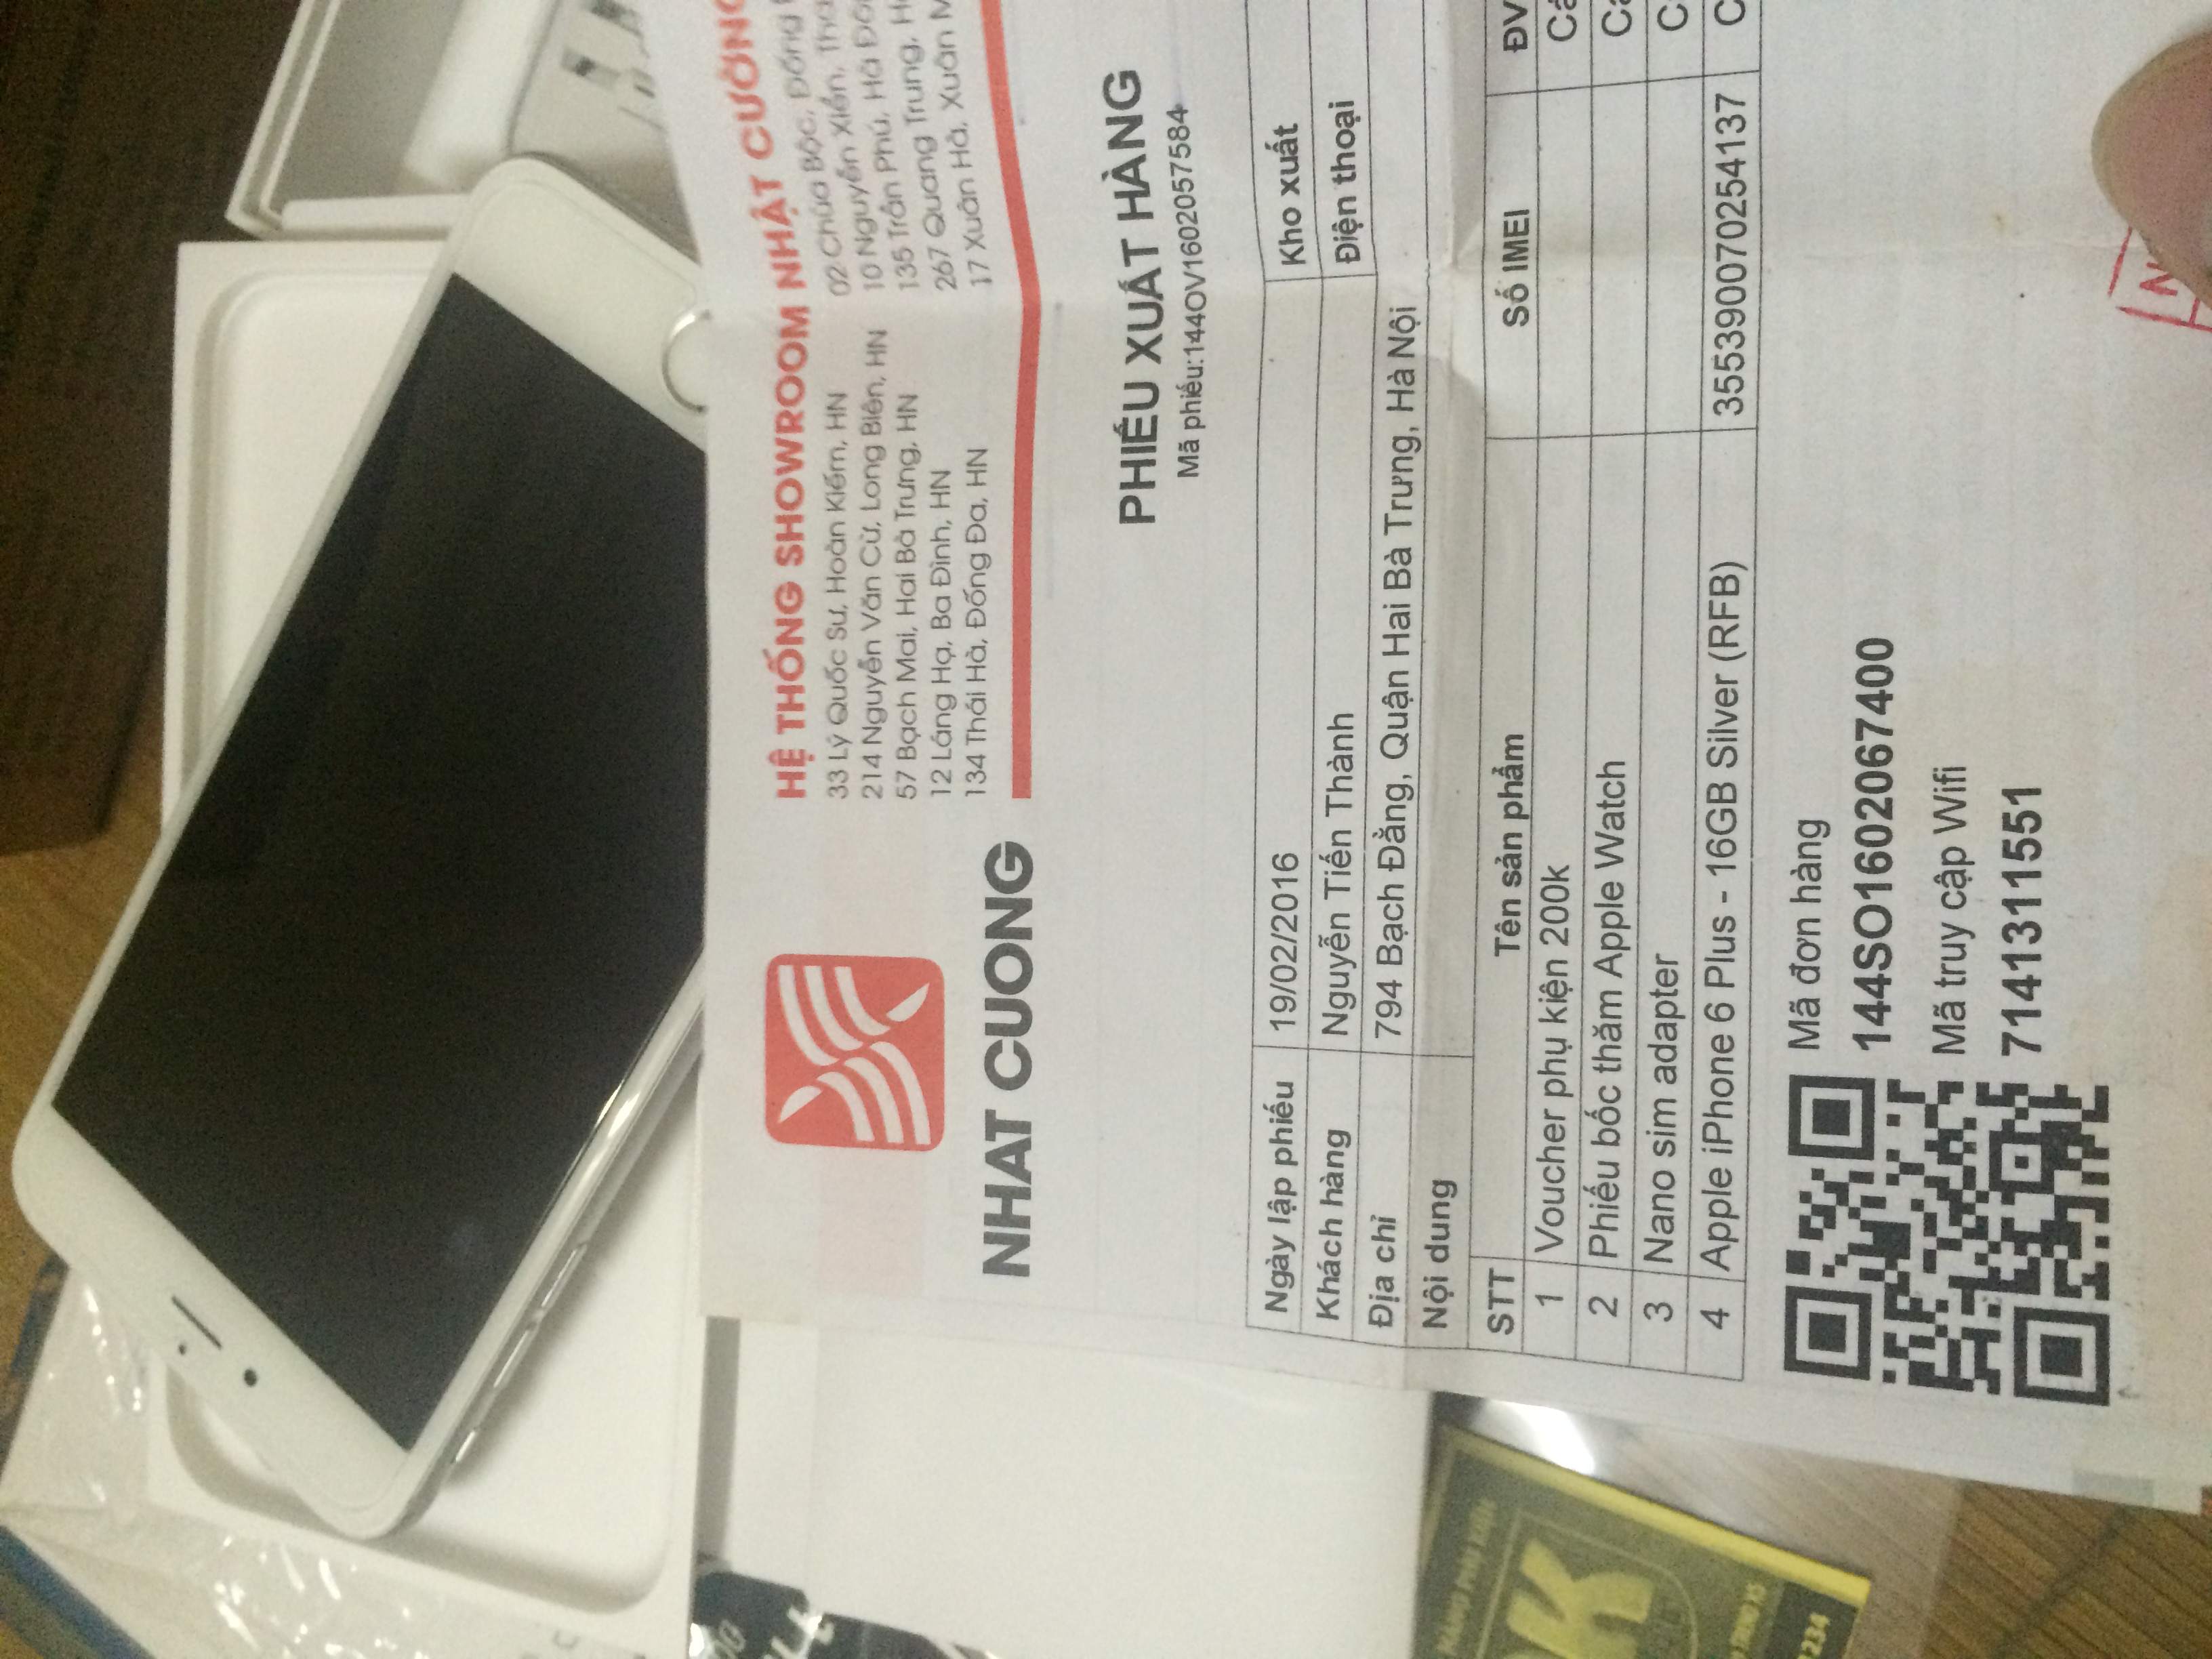 NHAT CUONG
HỆ THỐNG SHOWROOM NHẬT CƯỜNG
33 Lý Quốc Sư, Hoàn Kiếm, HN
214 Nguyễn Văn Cừ, Long Biên, HN
57 Bạch Mai, Hai Bà Trưng, HN
12 Láng Hạ, Ba Đình, HN
134 Thái Hà, Đống Đa, HN
02 Chùa Bộc, Đống
10 Nguyễn Xiển,
135 Trần Phú, Hà
267 Quang Trung,
17 Xuân Hà, Xuân
PHIẾU XUẤT HÀNG
Mã phiếu:144OV1602057584
Ngày lập phiếu 19/02/2016 Kho xuất
Khách hàng Nguyễn Tiến Thành Điện thoại
Địa chỉ 794 Bạch Đằng, Quận Hai Bà Trưng, Hà Nội
Nội dung
STT Tên sản phẩm Số IMEI ĐV
1 Voucher phụ kiện 200k
2 Phiếu bốc thăm Apple Watch
3 Nano sim adapter
4 Apple iPhone 6 Plus - 16GB Silver (RFB) 355390070254137
Mã đơn hàng
144SO1602067400
Mã truy cập Wifi
7141311551
K
234